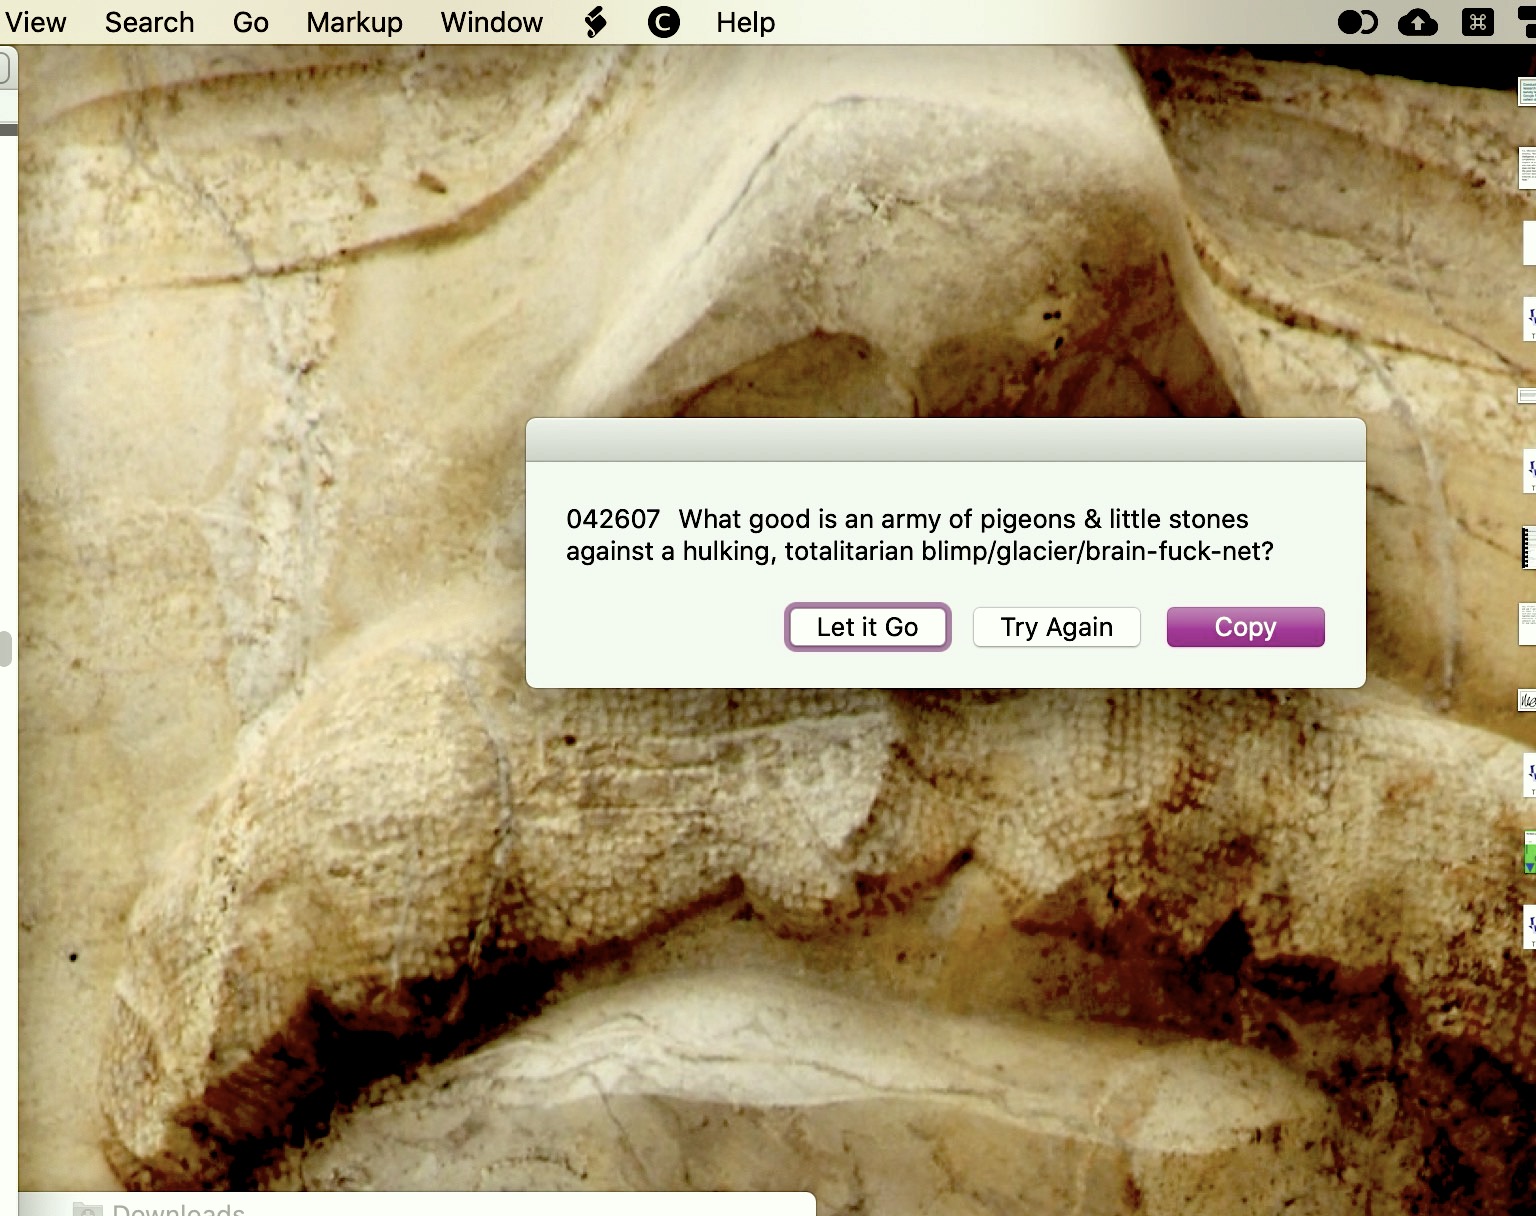 View Search Go Markup Window C Help
042607 What good is an army of pigeons & little stones
against a hulking, totalitarian blimp/glacier/brain-fuck-net?
Let it Go Try Again Copy
Downloads